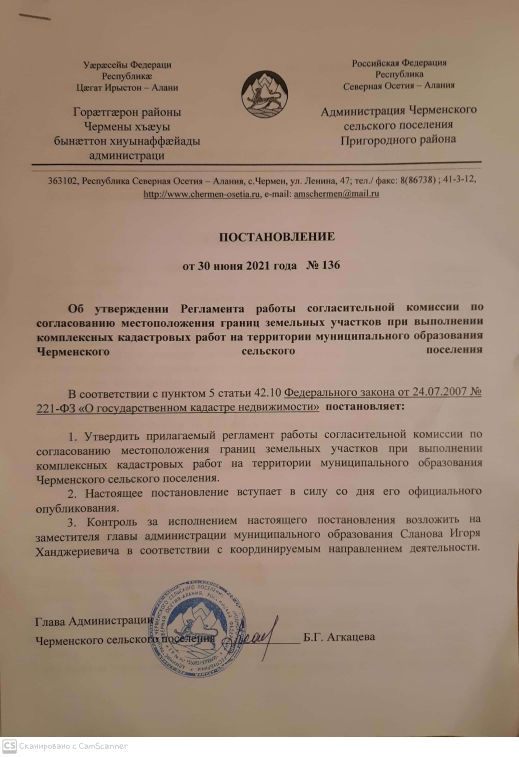 Уæрæсейы Федераци
Республикæ
Цæгат Ирыстон – Алани
Горæтгæрон районы
Чермены хъæуы
бынæттон хиуынаффæйады
администраци
Российская Федерация
Республика
Северная Осетия – Алания
Администрация Черменского
сельского поселения
Пригородного района
363102, Республика Северная Осетия – Алания, с.Чермен, ул. Ленина, 47; тел./ факс: 8(86738) ; 41-3-12,
http://www.chermen-osetia.ru, e-mail: amschermen@mail.ru
ПОСТАНОВЛЕНИЕ
от 30 июня 2021 года № 136
Об утверждении Регламента работы согласительной комиссии по
согласованию местоположения границ земельных участков при выполнении
комплексных кадастровых работ на территории муниципального образования
Черменского сельского поселения
В соответствии с пунктом 5 статьи 42.10 Федерального закона от 24.07.2007 №
221-ФЗ «О государственном кадастре недвижимости» постановляет:
1. Утвердить прилагаемый регламент работы согласительной комиссии по
согласованию местоположения границ земельных участков при выполнении
комплексных кадастровых работ на территории муниципального образования
Черменского сельского поселения.
2. Настоящее постановление вступает в силу со дня его официального
опубликования.
3. Контроль за исполнением настоящего постановления возложить на
заместителя главы администрации муниципального образования Сланова Игоря
Ханджериевича в соответствии с координируемым направлением деятельности.
Глава Администрации
Черменского сельского поселения Б.Г. Агкацева
CS Сканировано с CamScanner